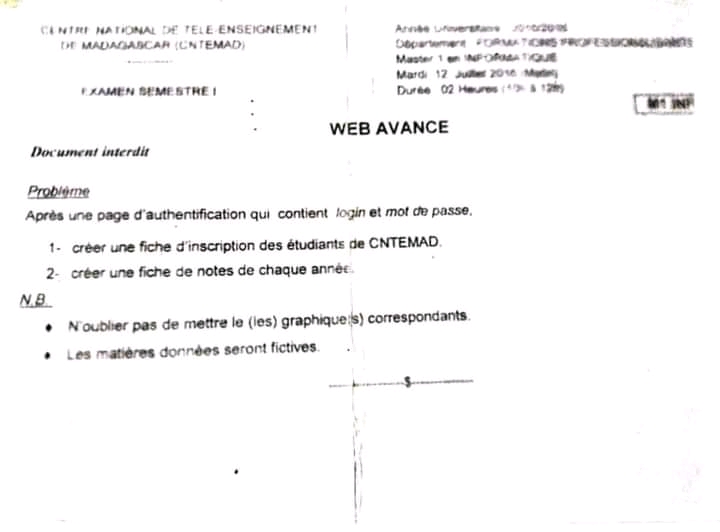 CENTRE NATIONAL DE TELE-ENSEIGNEMENT
DE MADAGASCAR (CNTEMAD)
EXAMEN SEMESTRE I
Année Universitaire
Département FORMATIONS PROFESSIONNALISANTES
Master 1 en INFORMATIQUE
Mardi 12 Juillet 2016 (Matin)
Durée 02 Heures (10h à 12h)
M1 INF
WEB AVANCE
Document interdit
Problème
Après une page d'authentification qui contient login et mot de passe,
1- créer une fiche d'inscription des étudiants de CNTEMAD.
2- créer une fiche de notes de chaque année.
N.B.
• N'oublier pas de mettre le (les) graphique(s) correspondants.
• Les matières données seront fictives.